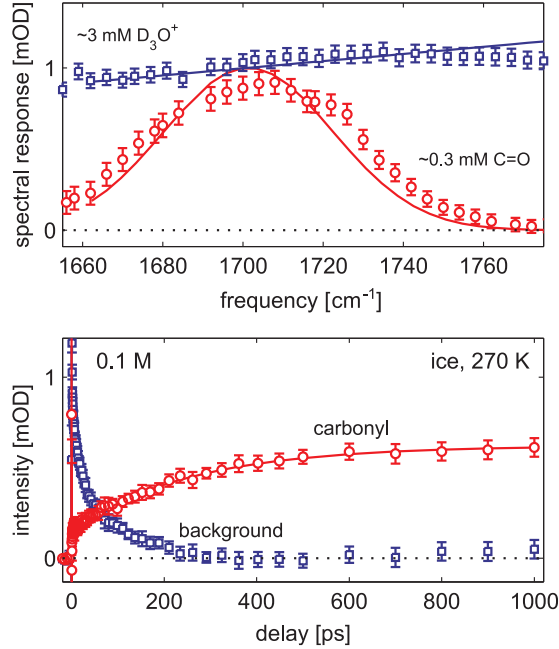 spectral response [mOD]
~3 mM D₃O⁺
~0.3 mM C=O
1
0
1660 1680 1700 1720 1740 1760
frequency [cm⁻¹]
intensity [mOD]
0.1 M ice, 270 K
carbonyl
background
1
0
0 200 400 600 800 1000
delay [ps]